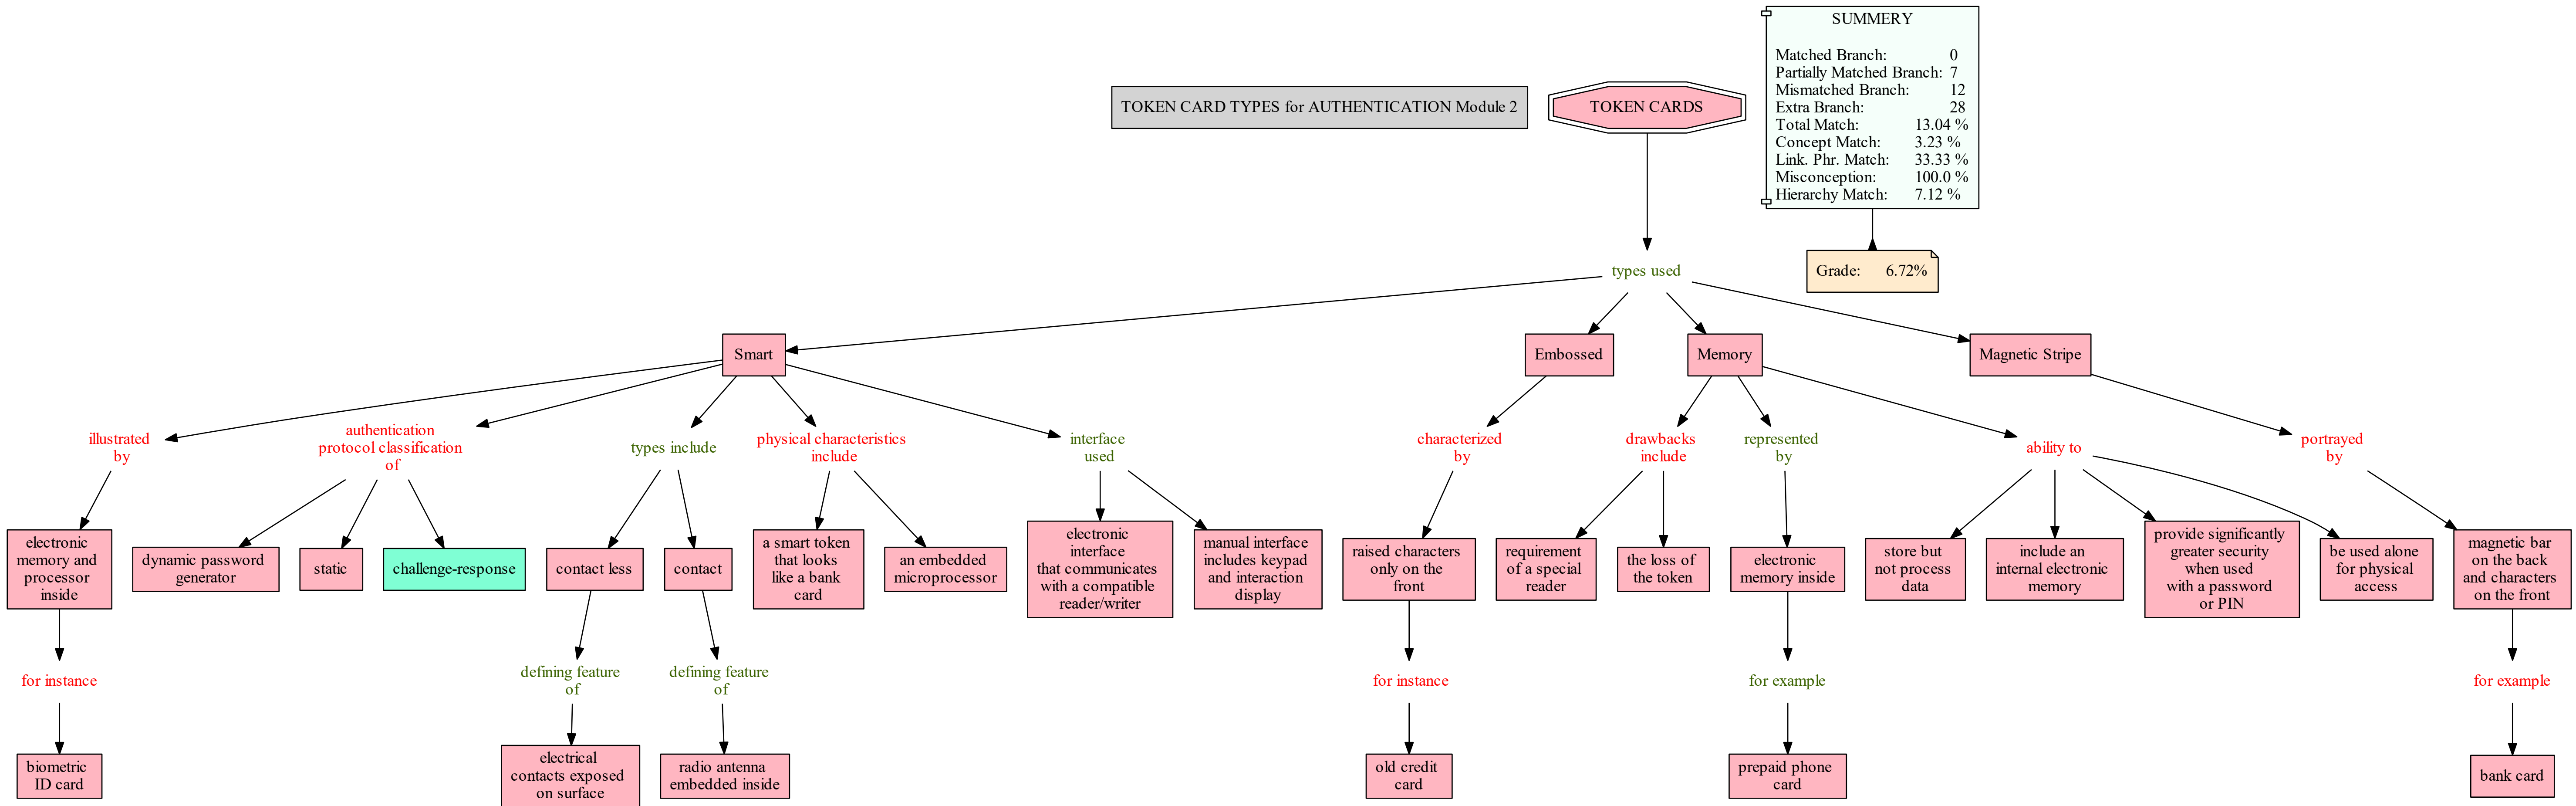 SUMMERY
Matched Branch: 0
Partially Matched Branch: 7
Mismatched Branch: 12
Extra Branch: 28
Total Match: 13.04 %
Concept Match: 3.23 %
Link. Phr. Match: 33.33 %
Misconception: 100.0 %
Hierarchy Match: 7.12 %
TOKEN CARD TYPES for AUTHENTICATION Module 2
TOKEN CARDS
Grade: 6.72%
types used
Smart
Embossed
Memory
Magnetic Stripe
illustrated
by
authentication
protocol classification
of
types include
physical characteristics
include
interface
used
characterized
by
drawbacks
include
represented
by
ability to
portrayed
by
electronic
memory and
processor
inside
dynamic password
generator
static
challenge-response
contact less
contact
a smart token
that looks
like a bank
card
an embedded
microprocessor
electronic
interface
that communicates
with a compatible
reader/writer
manual interface
includes keypad
and interaction
display
raised characters
only on the
front
requirement
of a special
reader
the loss of
the token
electronic
memory inside
store but
not process
data
include an
internal electronic
memory
provide significantly
greater security
when used
with a password
or PIN
be used alone
for physical
access
magnetic bar
on the back
and characters
on the front
for instance
defining feature
of
defining feature
of
for instance
for example
for example
biometric
ID card
electrical
contacts exposed
on surface
radio antenna
embedded inside
old credit
card
prepaid phone
card
bank card